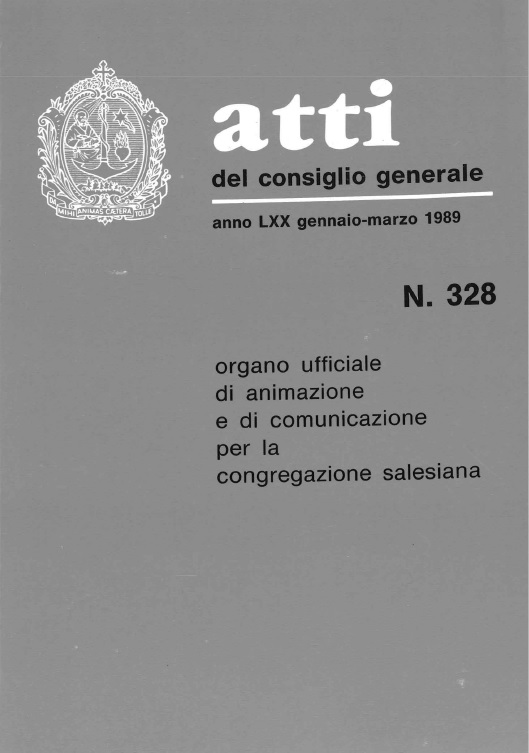 atti
del consiglio generale
anno LXX gennaio-marzo 1989
DA MIHI ANIMAS CÆTERA TOLLE
N. 328
organo ufficiale
di animazione
e di comunicazione
per la
congregazione salesiana